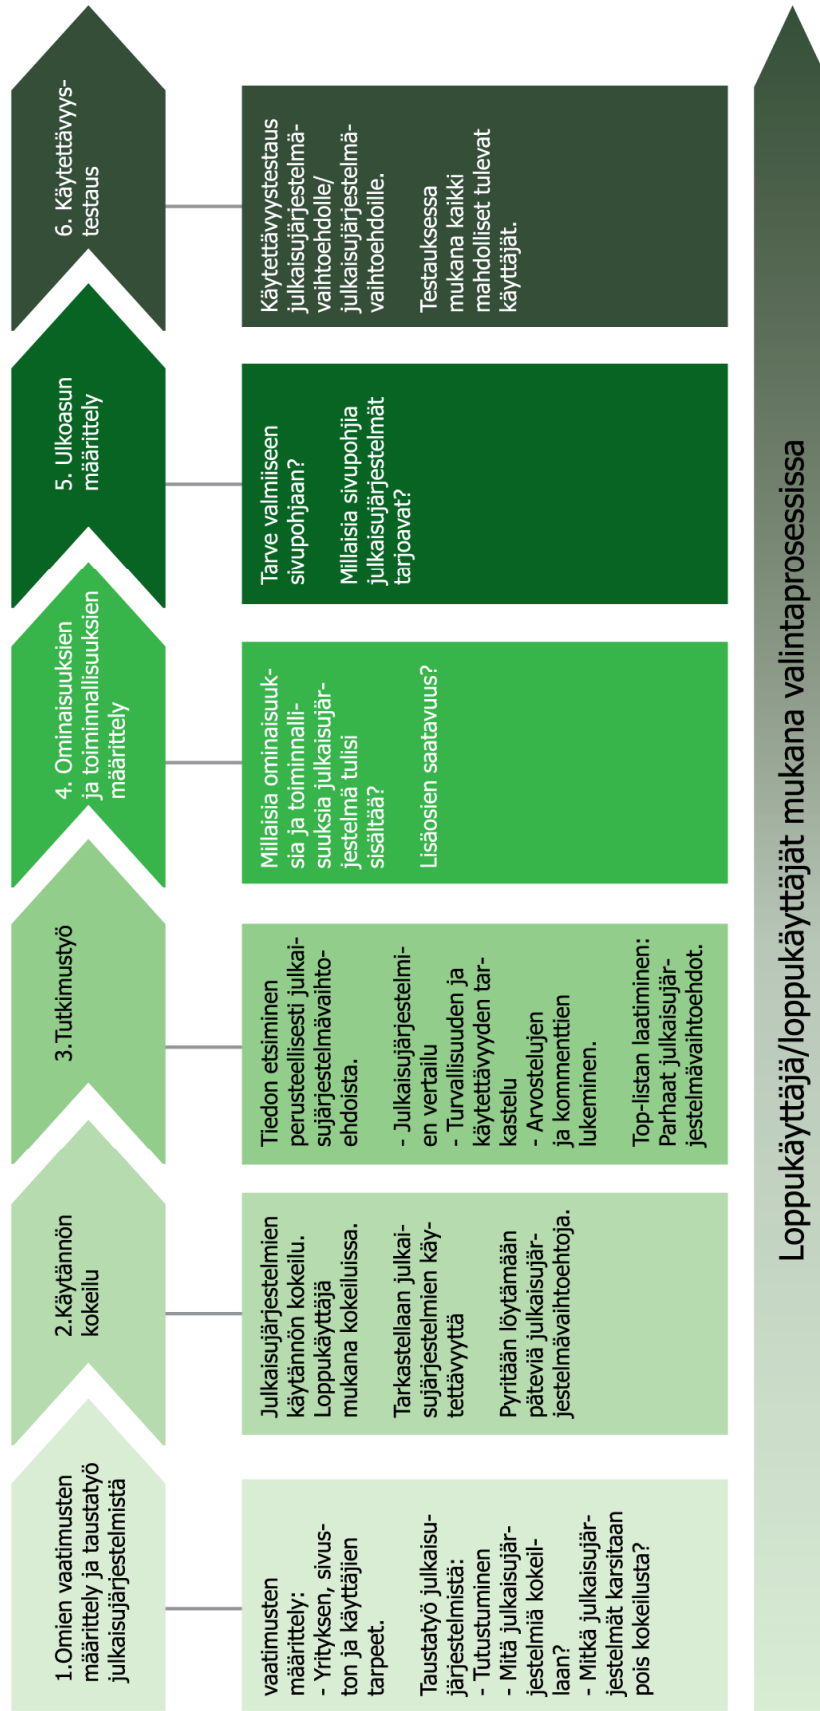 1.Omien vaatimusten
määrittely ja taustatyö
julkaisujärjestelmistä
vaatimusten
määrittely:
- Yrityksen, sivus-
ton ja käyttäjien
tarpeet.
Taustatyö julkaisu-
järjestelmistä:
- Tutustuminen
- Mitä julkaisujär-
jestelmiä kokeil-
laan?
- Mitkä julkaisujär-
jestelmät karsitaan
pois kokeilusta?
2.Käytännön
kokeilu
Julkaisujärjestelmien
käytännön kokeilu.
Loppukäyttäjä
mukana kokeiluissa.
Tarkastellaan julkai-
sujärjestelmien käy-
tettävyyttä
Pyritään löytämään
päteviä julkaisujär-
jestelmävaihtoehtoja.
3.Tutkimustyö
Tiedon etsiminen
perusteellisesti julkai-
sujärjestelmävaihto-
ehdoista.
- Julkaisujärjestelmi-
en vertailu
- Turvallisuuden ja
käytettävyyden tar-
kastelu
- Arvostelujen
ja kommenttien
lukeminen.
Top-listan laatiminen:
Parhaat julkaisujär-
jestelmävaihtoehdot.
4. Ominaisuuksien
ja toiminnallisuuksien
määrittely
Millaisia ominaisuuk-
sia ja toiminnalli-
suuksia julkaisujär-
jestelmä tulisi
sisältää?
Lisäosien saatavuus?
5. Ulkoasun
määrittely
Tarve valmiiseen
sivupohjaan?
Millaisia sivupohjia
julkaisujärjestelmät
tarjoavat?
6. Käytettävyys-
testaus
Käytettävyystestaus
julkaisujärjestelmä-
vaihtoehdolle/
julkaisujärjestelmä-
vaihtoehdoille.
Testauksessa
mukana kaikki
mahdolliset tulevat
käyttäjät.
Loppukäyttäjä/loppukäyttäjät mukana valintaprosessissa